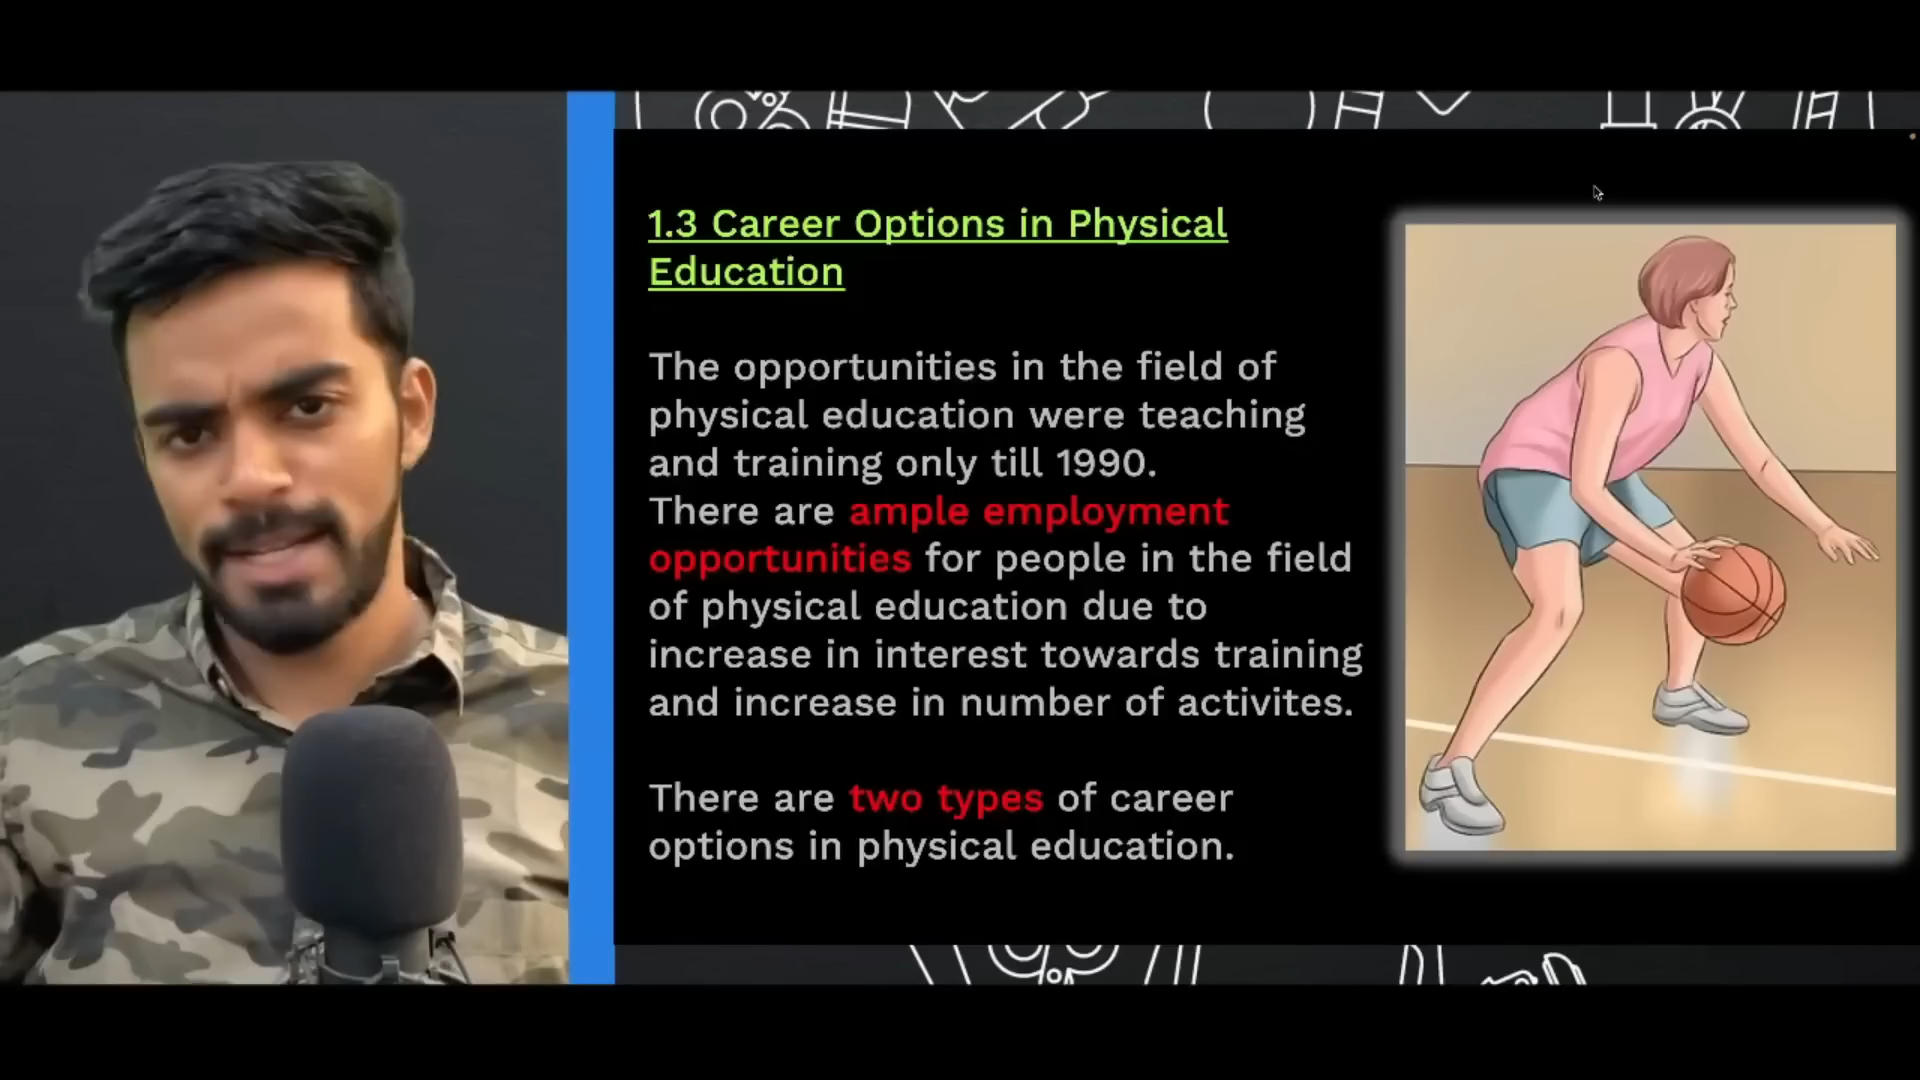 1.3 Career Options in Physical
Education
The opportunities in the field of
physical education were teaching
and training only till 1990.
There are ample employment
opportunities for people in the field
of physical education due to
increase in interest towards training
and increase in number of activites.
There are two types of career
options in physical education.